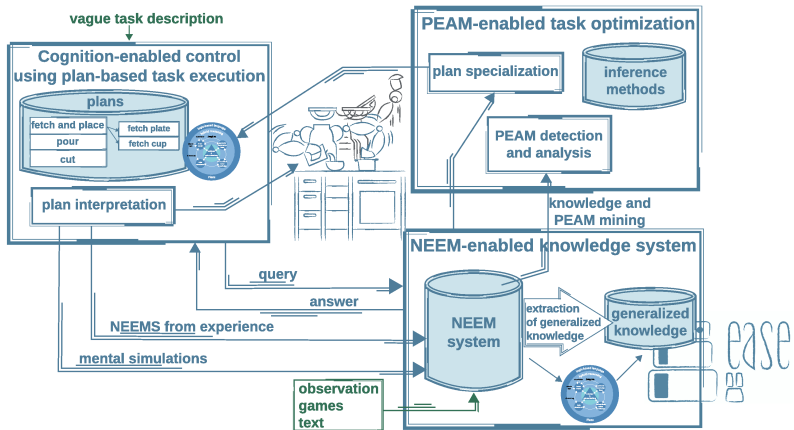 vague task description
Cognition-enabled control
using plan-based task execution
plans
fetch and place
pour
cut
fetch plate
fetch cup
plan interpretation
PEAM-enabled task optimization
plan specialization
inference
methods
PEAM detection
and analysis
knowledge and
PEAM mining
NEEM-enabled knowledge system
query
answer
NEEMS from experience
mental simulations
NEEM
system
extraction
of generalized
knowledge
generalized
knowledge
observation
games
text
ease